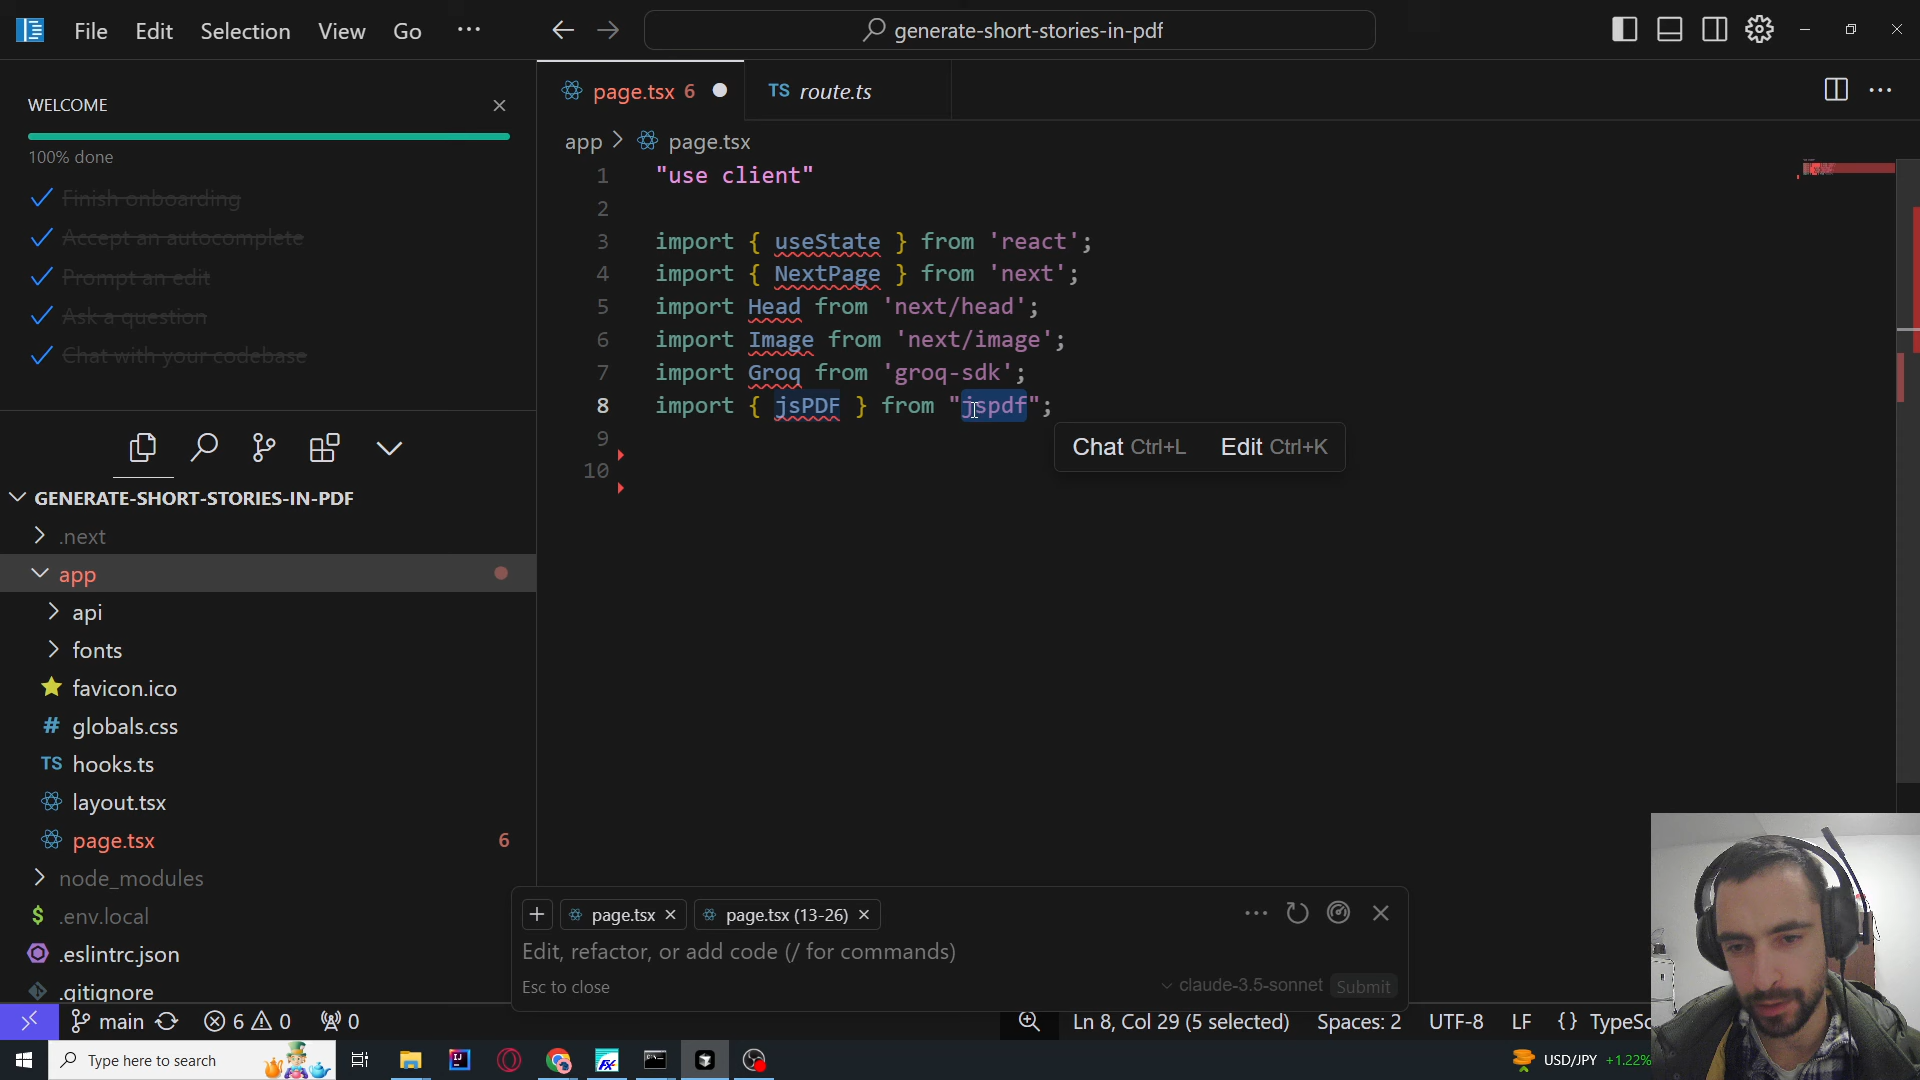 File Edit Selection View Go ···
generate-short-stories-in-pdf
WELCOME
100% done
Finish onboarding
Accept an autocomplete
Prompt an edit
Ask a question
Chat with your codebase
GENERATE-SHORT-STORIES-IN-PDF
.next
app
api
fonts
favicon.ico
# globals.css
TS hooks.ts
layout.tsx
page.tsx 6
node_modules
$ .env.local
.eslintrc.json
.gitignore
page.tsx 6
TS route.ts
app > page.tsx
1 "use client"
2
3 import { useState } from 'react';
4 import { NextPage } from 'next';
5 import Head from 'next/head';
6 import Image from 'next/image';
7 import Groq from 'groq-sdk';
8 import { jsPDF } from "jspdf";
9
10
Chat Ctrl+L Edit Ctrl+K
page.tsx page.tsx (13-26)
Edit, refactor, or add code (/ for commands)
Esc to close
claude-3.5-sonnet Submit
main 6 0 0
Ln 8, Col 29 (5 selected) Spaces: 2 UTF-8 LF {} TypeSc
Type here to search
USD/JPY +1.22%